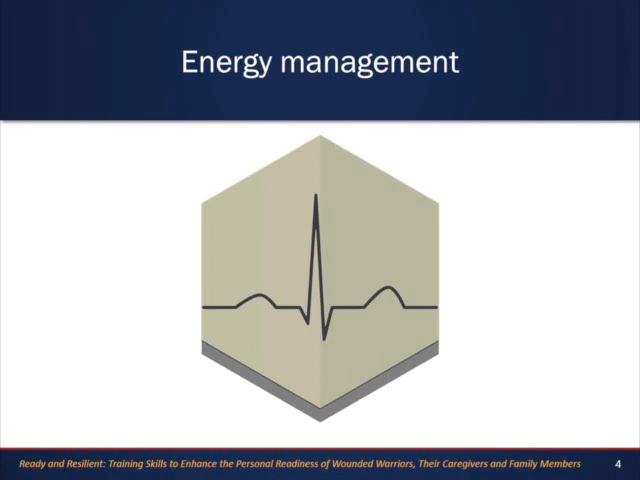 Energy management
Ready and Resilient: Training Skills to Enhance the Personal Readiness of Wounded Warriors, Their Caregivers and Family Members
4